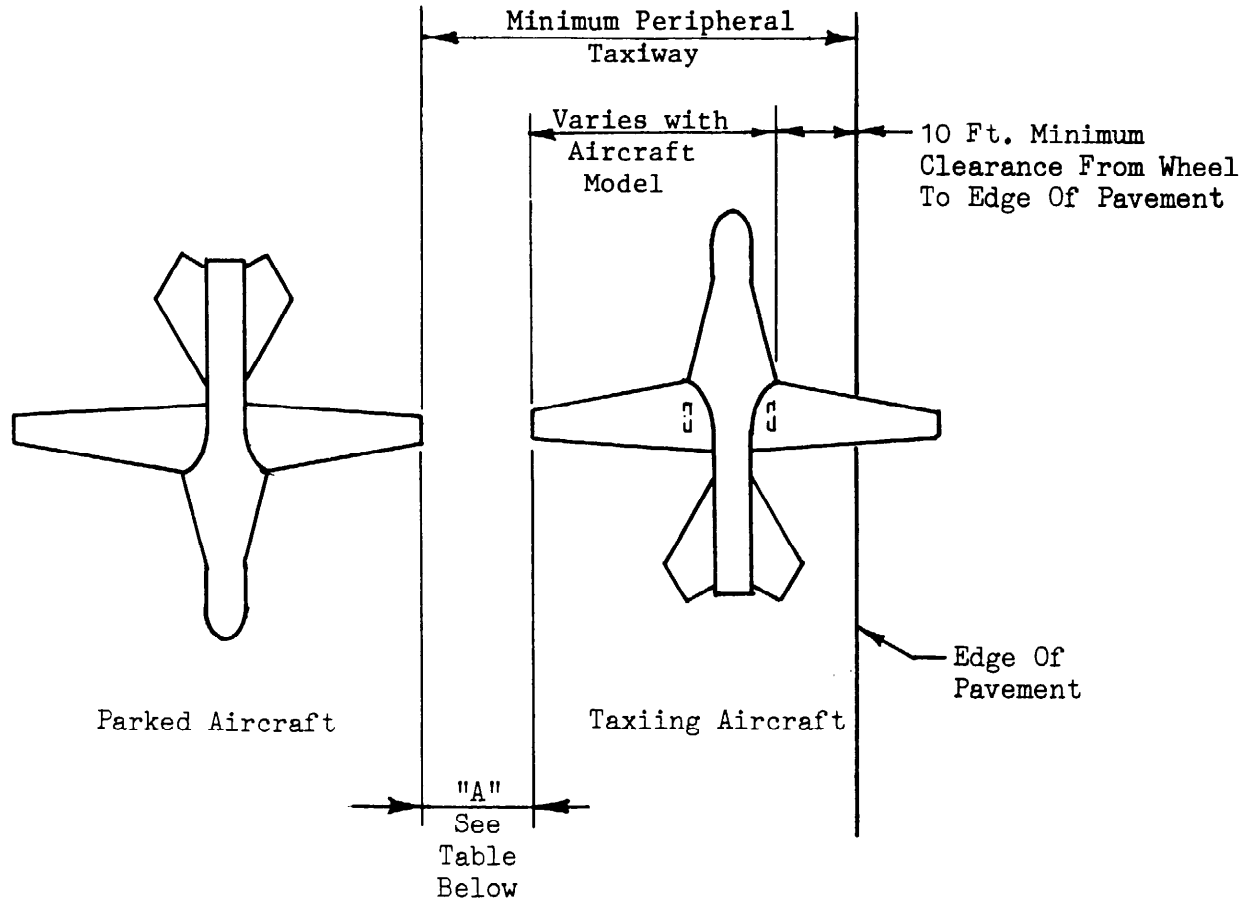 Minimum Peripheral
Taxiway
Varies with
Aircraft
Model
10 Ft. Minimum
Clearance From Wheel
To Edge Of Pavement
Edge Of
Pavement
Parked Aircraft
Taxiing Aircraft
"A"
See
Table
Below